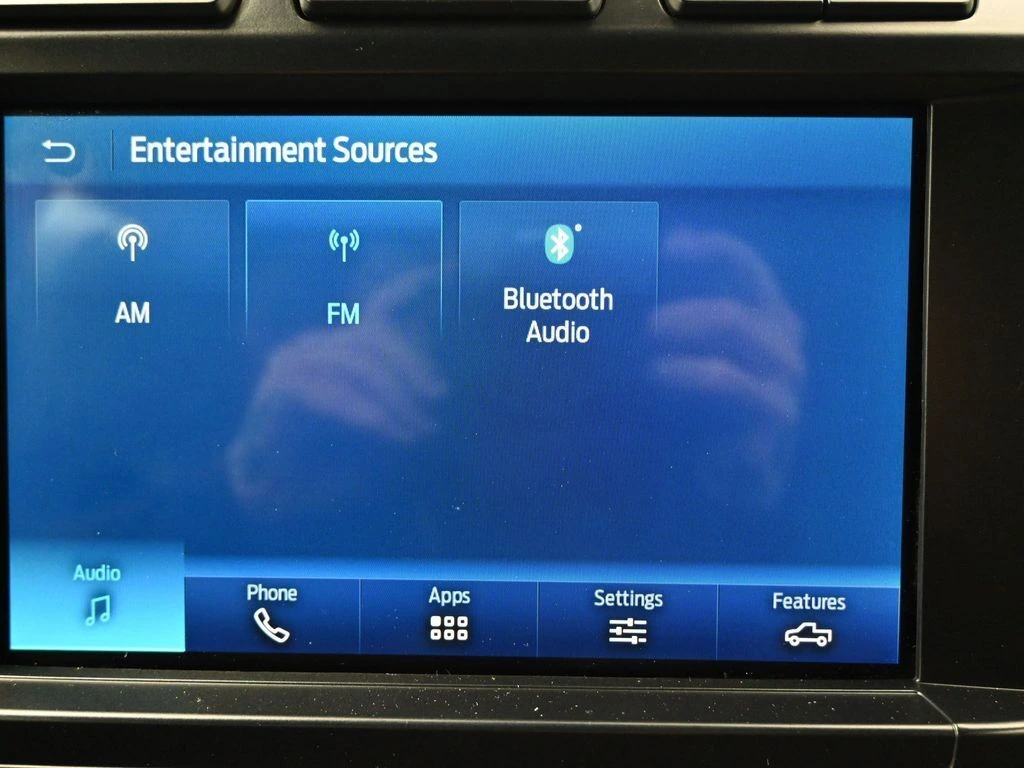 Entertainment Sources
AM
FM
Bluetooth
Audio
Audio
Phone
Apps
Settings
Features